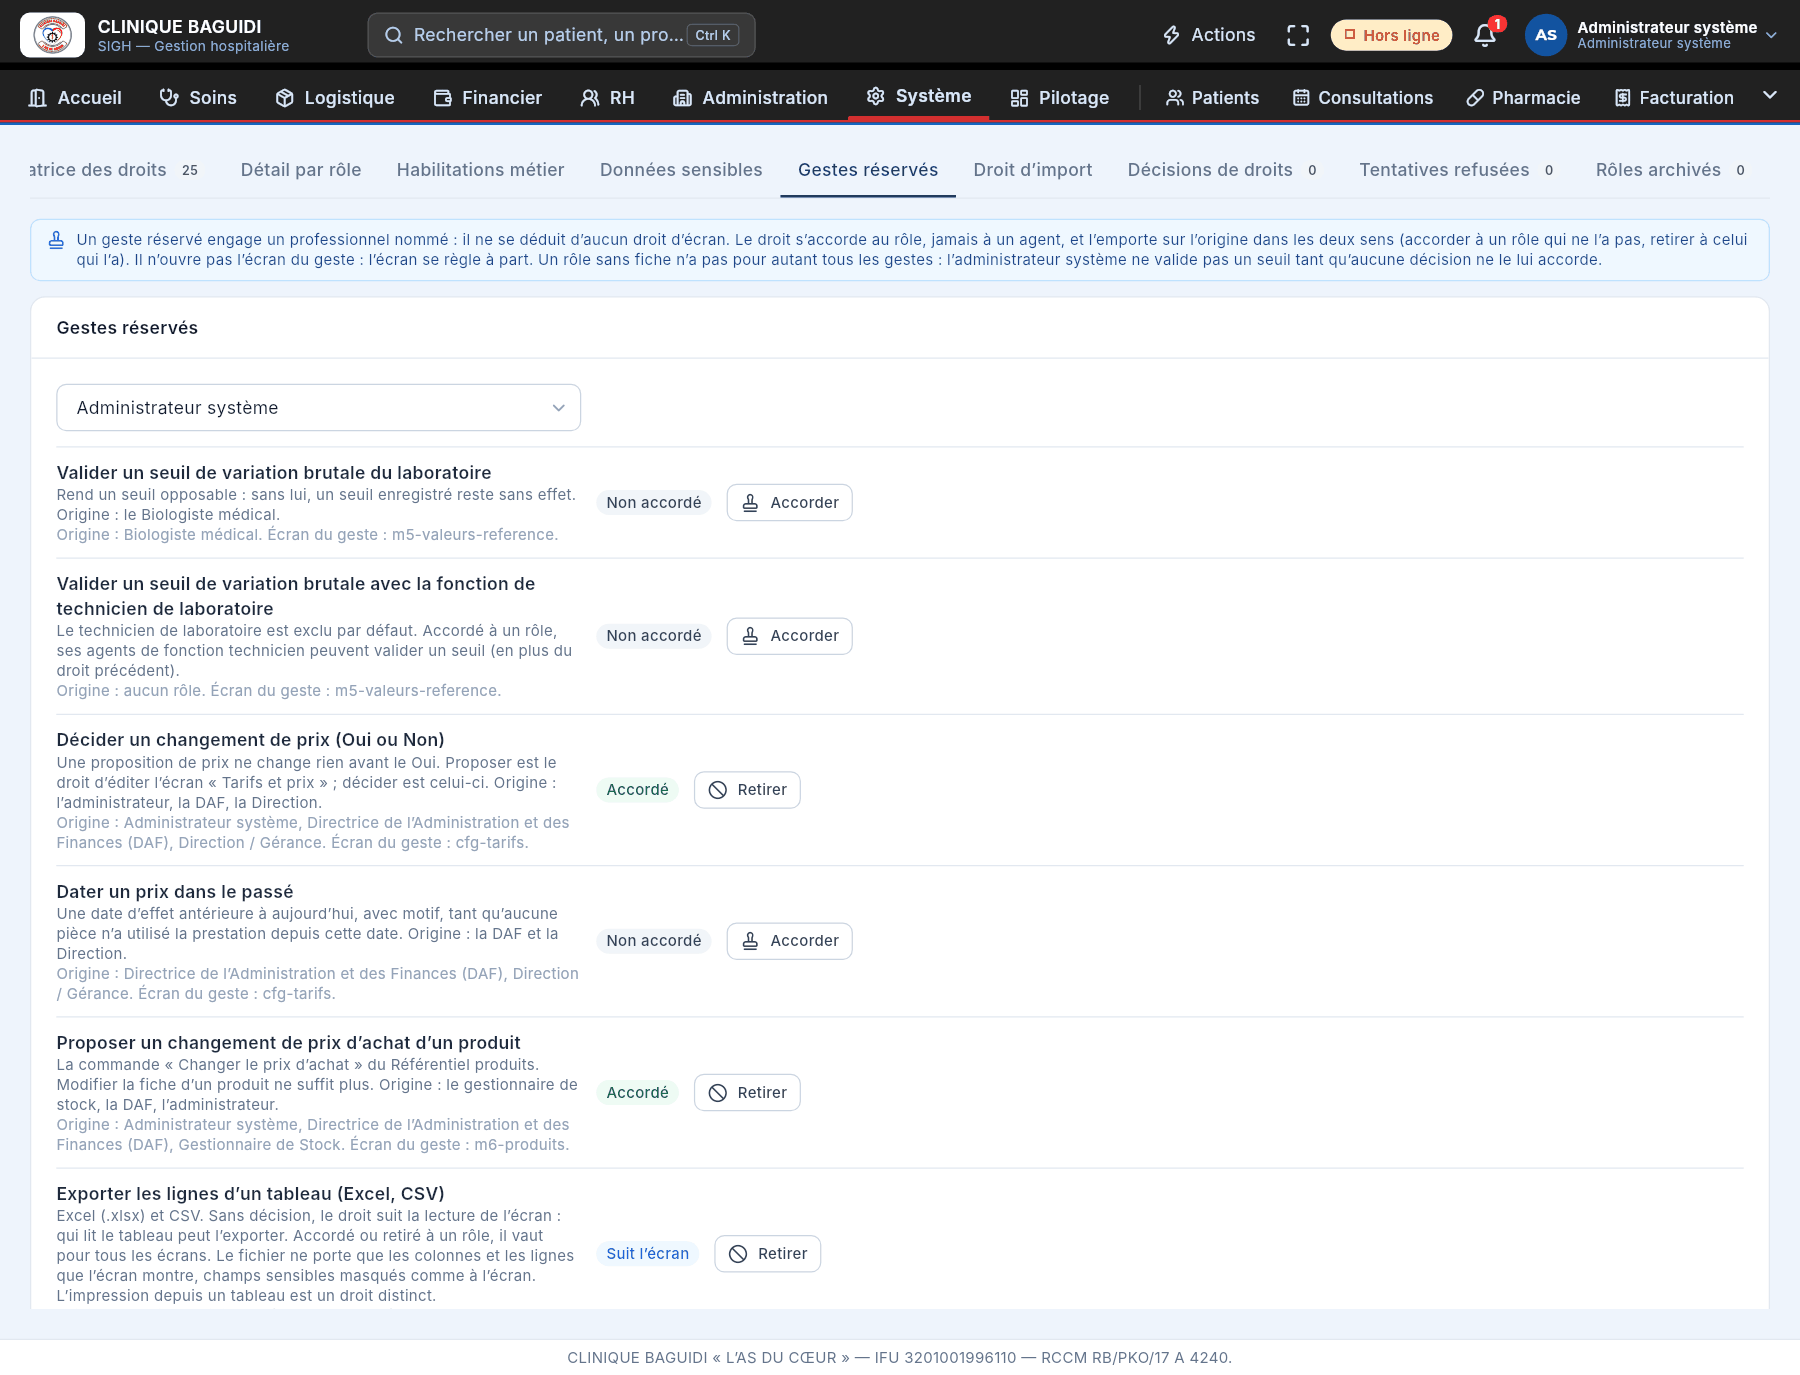 CLINIQUE BAGUIDI
SIGH — Gestion hospitalière
Rechercher un patient, un pro... Ctrl K
Actions
Hors ligne
1
AS
Administrateur système
Administrateur système
Accueil
Soins
Logistique
Financier
RH
Administration
Système
Pilotage
Patients
Consultations
Pharmacie
Facturation
atrice des droits 25
Détail par rôle
Habilitations métier
Données sensibles
Gestes réservés
Droit d’import
Décisions de droits 0
Tentatives refusées 0
Rôles archivés 0
Un geste réservé engage un professionnel nommé : il ne se déduit d’aucun droit d’écran. Le droit s’accorde au rôle, jamais à un agent, et l’emporte sur l’origine dans les deux sens (accorder à un rôle qui ne l’a pas, retirer à celui
qui l’a). Il n’ouvre pas l’écran du geste : l’écran se règle à part. Un rôle sans fiche n’a pas pour autant tous les gestes : l’administrateur système ne valide pas un seuil tant qu’aucune décision ne le lui accorde.
Gestes réservés
Administrateur système
Valider un seuil de variation brutale du laboratoire
Rend un seuil opposable : sans lui, un seuil enregistré reste sans effet.
Origine : le Biologiste médical.
Origine : Biologiste médical. Écran du geste : m5-valeurs-reference.
Non accordé
Accorder
Valider un seuil de variation brutale avec la fonction de
technicien de laboratoire
Le technicien de laboratoire est exclu par défaut. Accordé à un rôle,
ses agents de fonction technicien peuvent valider un seuil (en plus du
droit précédent).
Origine : aucun rôle. Écran du geste : m5-valeurs-reference.
Non accordé
Accorder
Décider un changement de prix (Oui ou Non)
Une proposition de prix ne change rien avant le Oui. Proposer est le
droit d’éditer l’écran « Tarifs et prix » ; décider est celui-ci. Origine :
l’administrateur, la DAF, la Direction.
Origine : Administrateur système, Directrice de l’Administration et des
Finances (DAF), Direction / Gérance. Écran du geste : cfg-tarifs.
Accordé
Retirer
Dater un prix dans le passé
Une date d’effet antérieure à aujourd’hui, avec motif, tant qu’aucune
pièce n’a utilisé la prestation depuis cette date. Origine : la DAF et la
Direction.
Origine : Directrice de l’Administration et des Finances (DAF), Direction
/ Gérance. Écran du geste : cfg-tarifs.
Non accordé
Accorder
Proposer un changement de prix d’achat d’un produit
La commande « Changer le prix d’achat » du Référentiel produits.
Modifier la fiche d’un produit ne suffit plus. Origine : le gestionnaire de
stock, la DAF, l’administrateur.
Origine : Administrateur système, Directrice de l’Administration et des
Finances (DAF), Gestionnaire de Stock. Écran du geste : m6-produits.
Accordé
Retirer
Exporter les lignes d’un tableau (Excel, CSV)
Excel (.xlsx) et CSV. Sans décision, le droit suit la lecture de l’écran :
qui lit le tableau peut l’exporter. Accordé ou retiré à un rôle, il vaut
pour tous les écrans. Le fichier ne porte que les colonnes et les lignes
que l’écran montre, champs sensibles masqués comme à l’écran.
L’impression depuis un tableau est un droit distinct.
Suit l’écran
Retirer
CLINIQUE BAGUIDI « L’AS DU CŒUR » — IFU 3201001996110 — RCCM RB/PKO/17 A 4240.